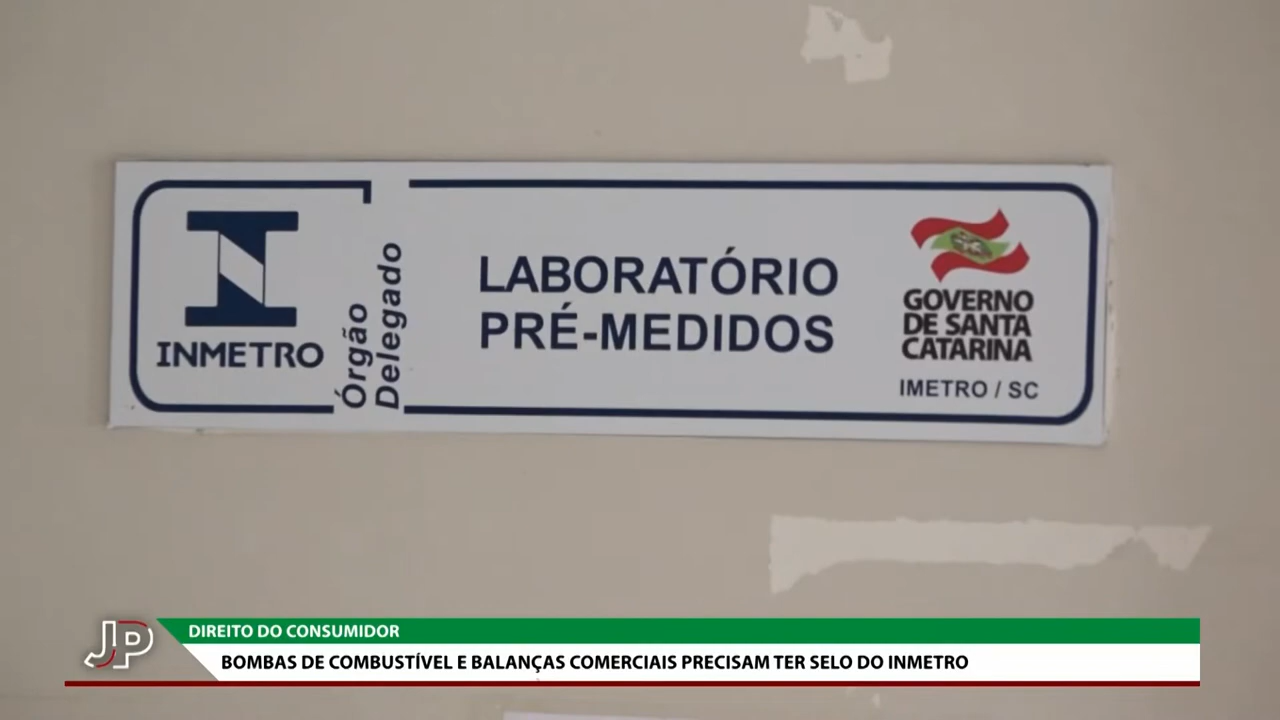 INMETRO
Órgão
Delegado
LABORATÓRIO
PRÉ-MEDIDOS
GOVERNO
DE SANTA
CATARINA
IMETRO / SC
JP
DIREITO DO CONSUMIDOR
BOMBAS DE COMBUSTÍVEL E BALANÇAS COMERCIAIS PRECISAM TER SELO DO INMETRO